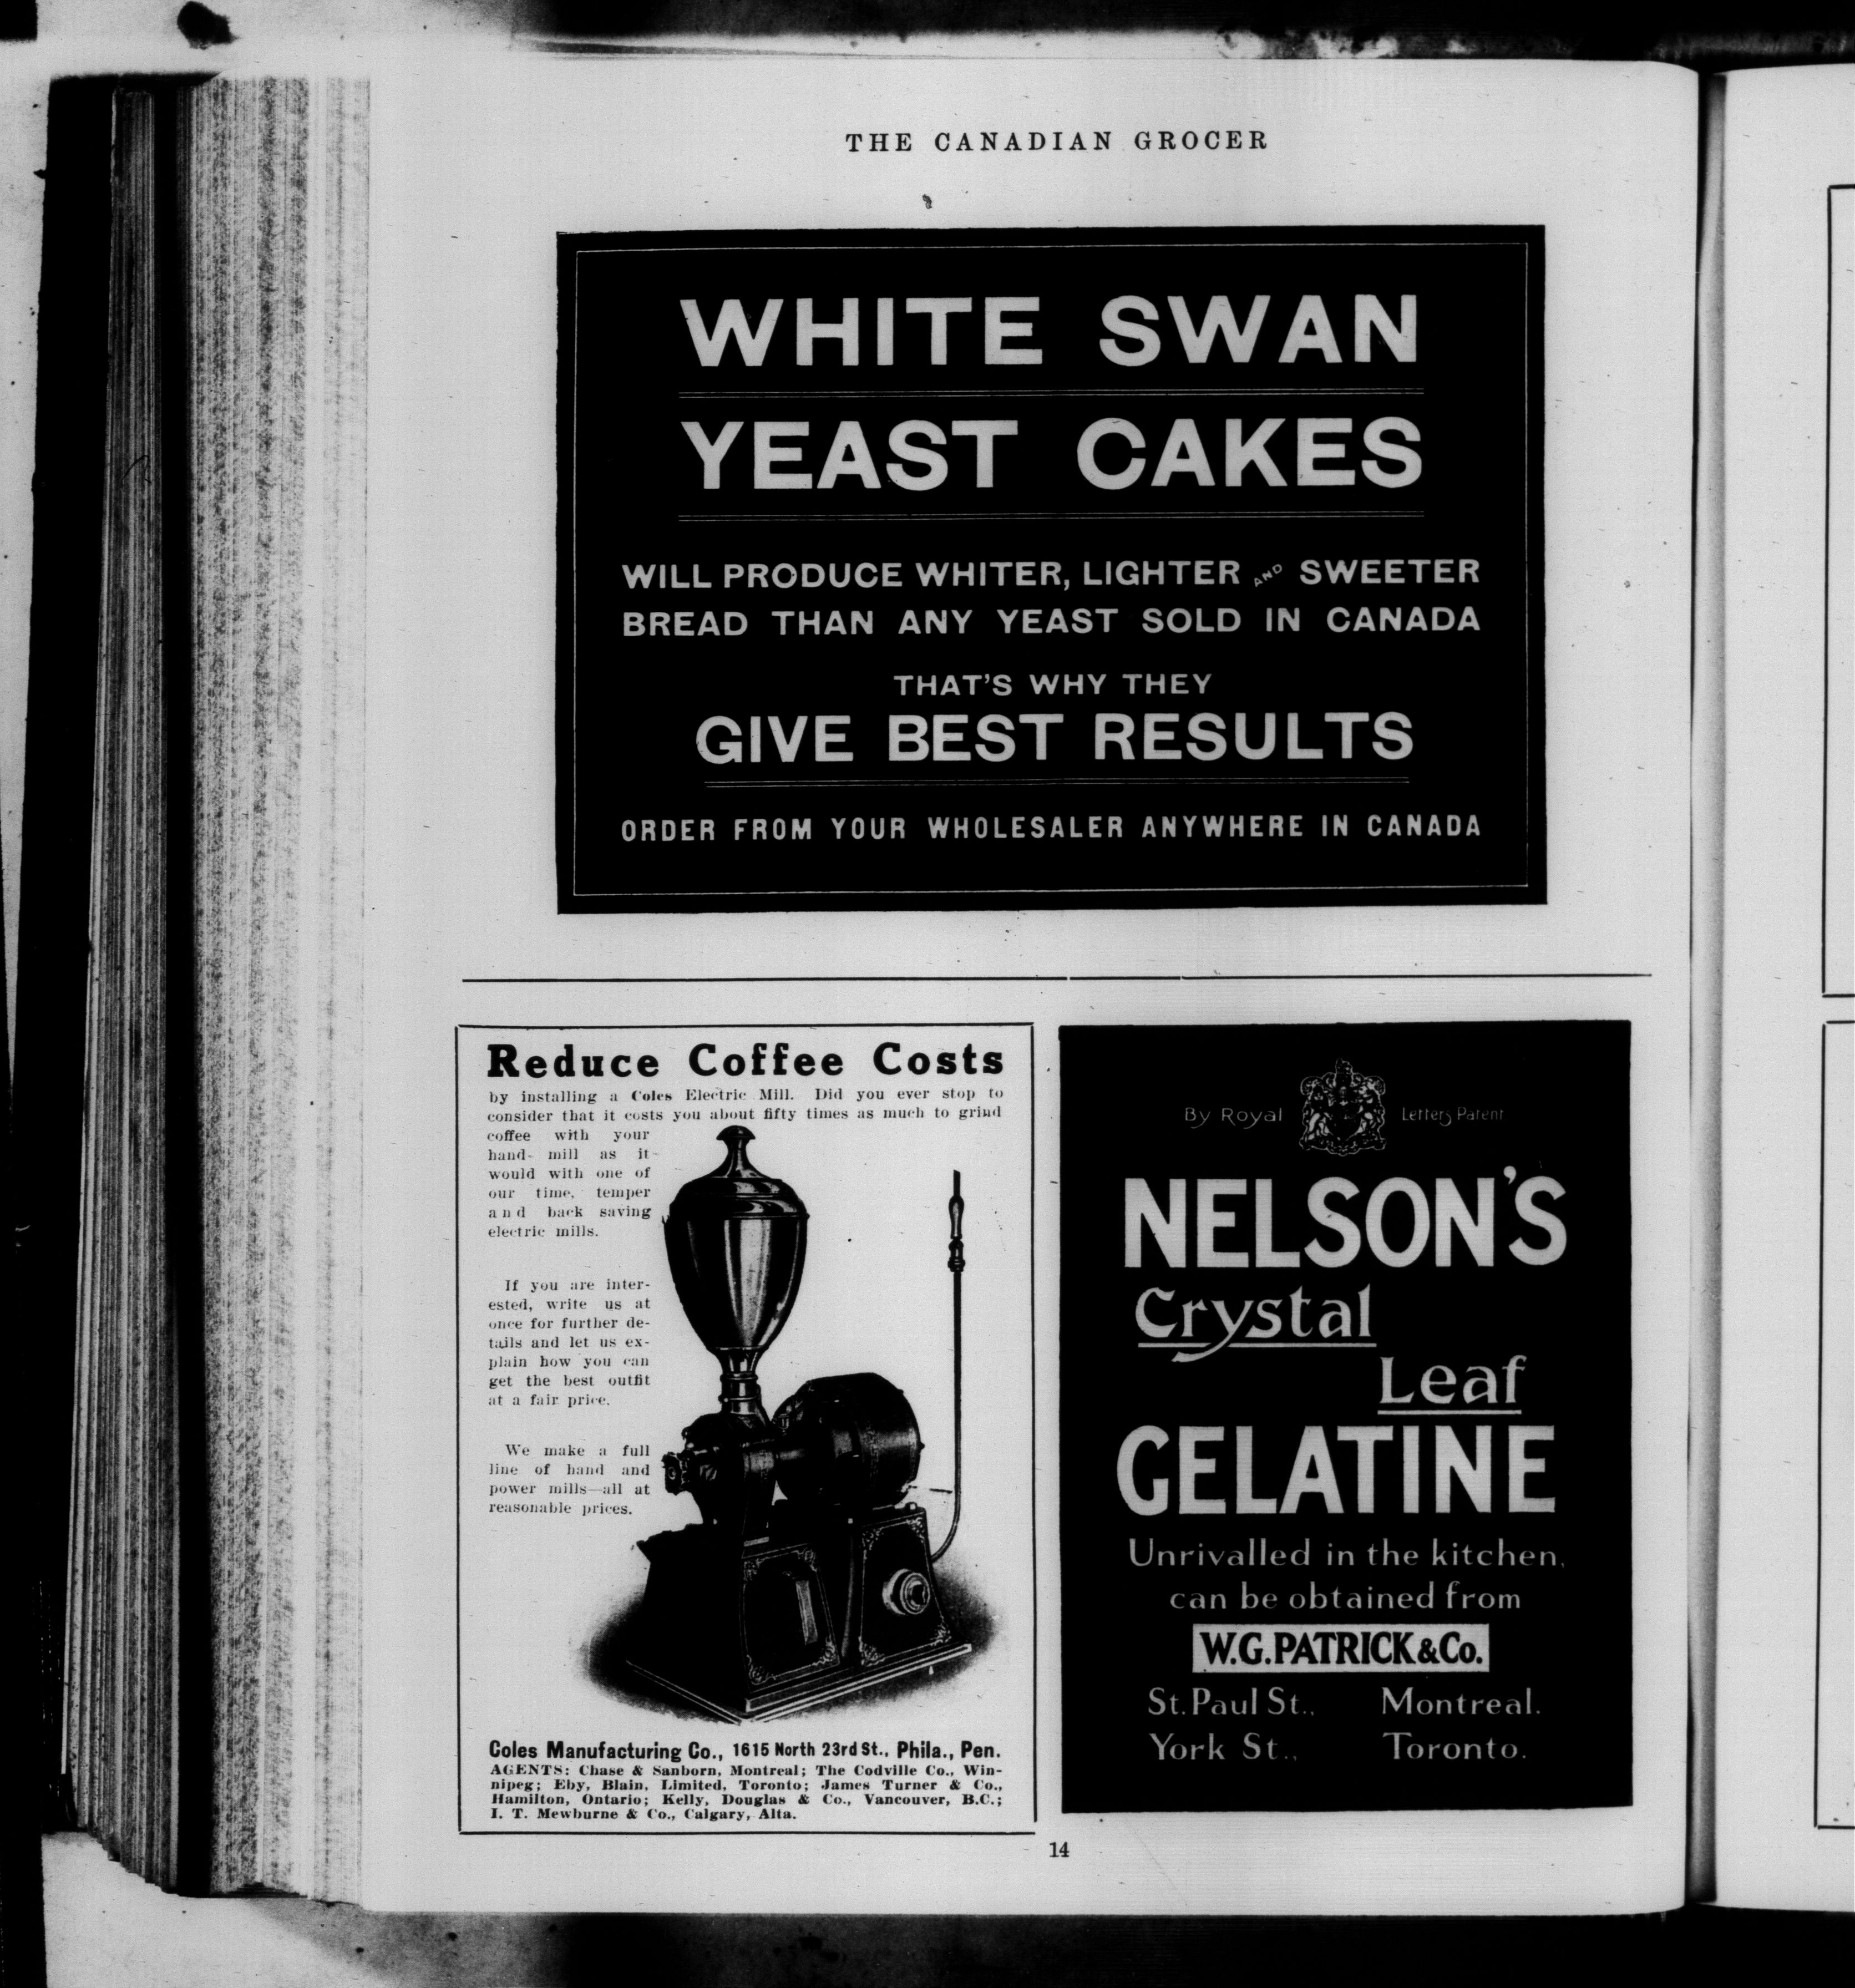 THE CANADIAN GROCER
WHITE SWAN
YEAST CAKES
WILL PRODUCE WHITER, LIGHTER AND SWEETER
BREAD THAN ANY YEAST SOLD IN CANADA
THAT'S WHY THEY
GIVE BEST RESULTS
ORDER FROM YOUR WHOLESALER ANYWHERE IN CANADA
Reduce Coffee Costs
by installing a Coles Electric Mill. Did you ever stop to
consider that it costs you about fifty times as much to grind
coffee with your
hand- mill as it
would with one of
our time, temper
and back saving
electric mills.
If you are inter-
ested, write us at
once for further de-
tails and let us ex-
plain how you can
get the best outfit
at a fair price.
We make a full
line of hand and
power mills—all at
reasonable prices.
Coles Manufacturing Co., 1615 North 23rd St., Phila., Pen.
AGENTS: Chase & Sanborn, Montreal; The Codville Co., Win-
nipeg; Eby, Blain, Limited, Toronto; James Turner & Co.,
Hamilton, Ontario; Kelly, Douglas & Co., Vancouver, B.C.;
I. T. Mewburne & Co., Calgary, Alta.
By Royal Letters Patent
NELSON'S
Crystal
Leaf
GELATINE
Unrivalled in the kitchen,
can be obtained from
W.G.PATRICK & Co.
St. Paul St., Montreal.
York St., Toronto.
14